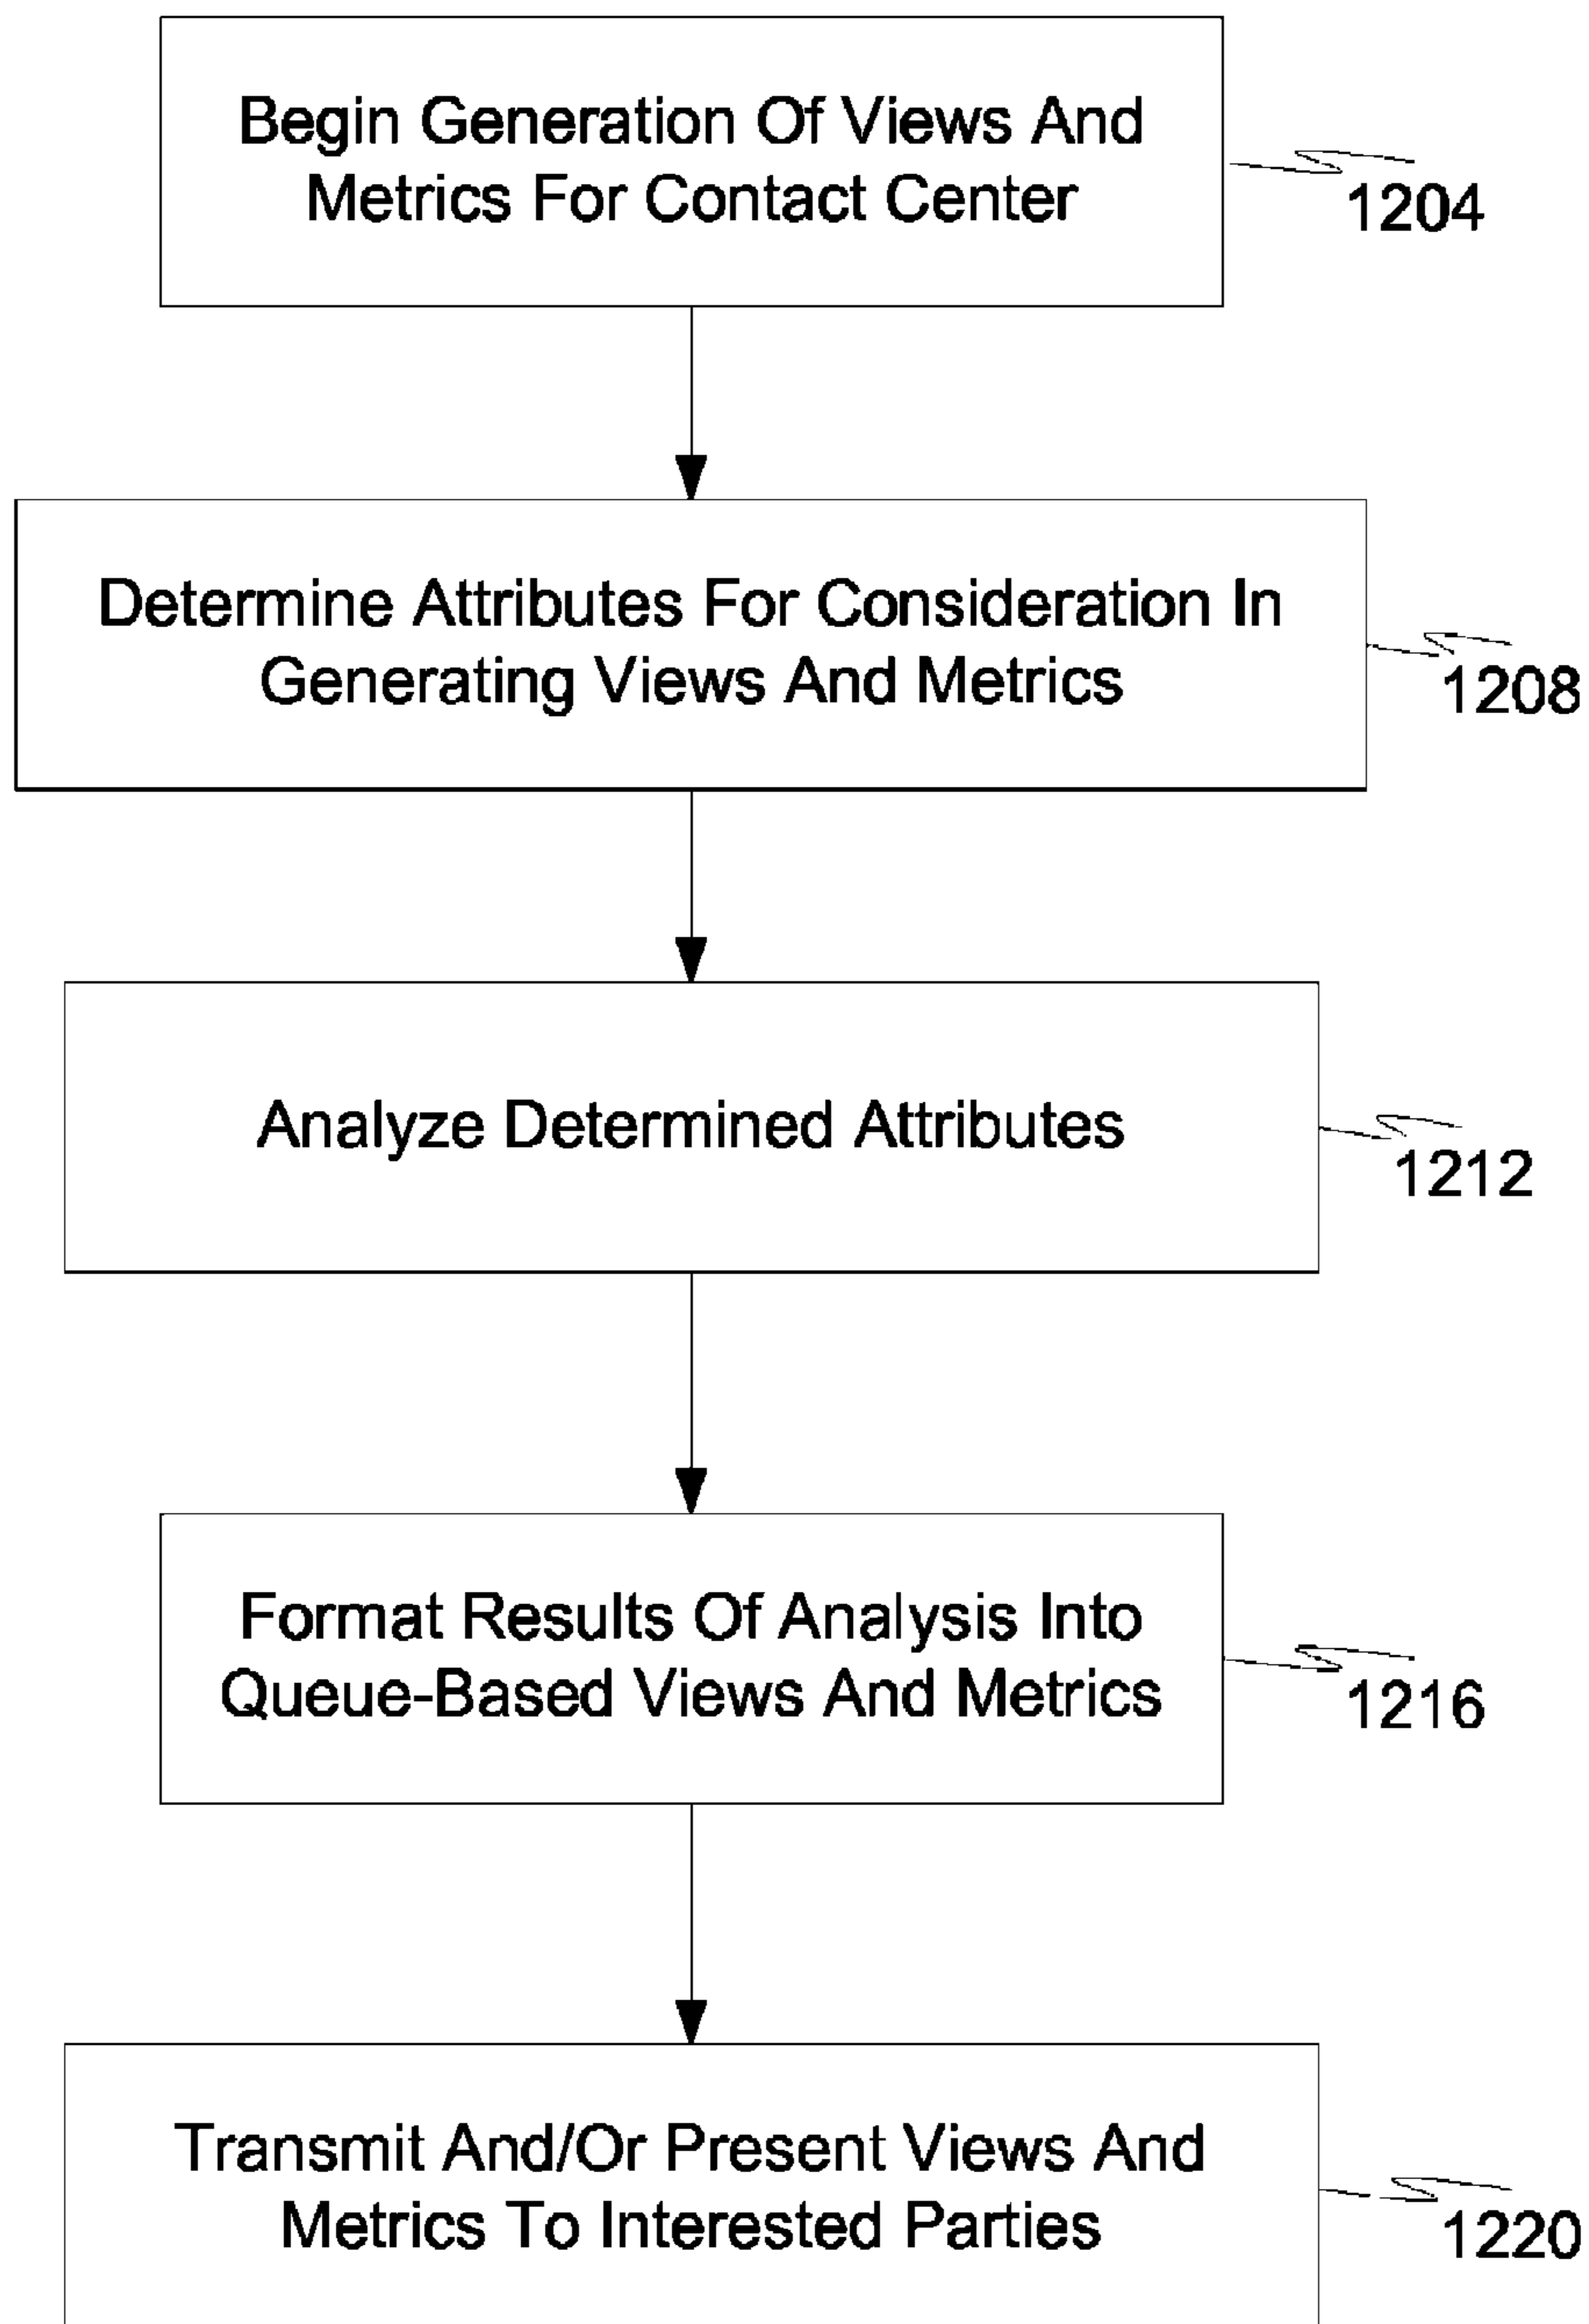 Begin Generation Of Views And
Metrics For Contact Center
1204
Determine Attributes For Consideration In
Generating Views And Metrics
1208
Analyze Determined Attributes
1212
Format Results Of Analysis Into
Queue-Based Views And Metrics
1216
Transmit And/Or Present Views And
Metrics To Interested Parties
1220